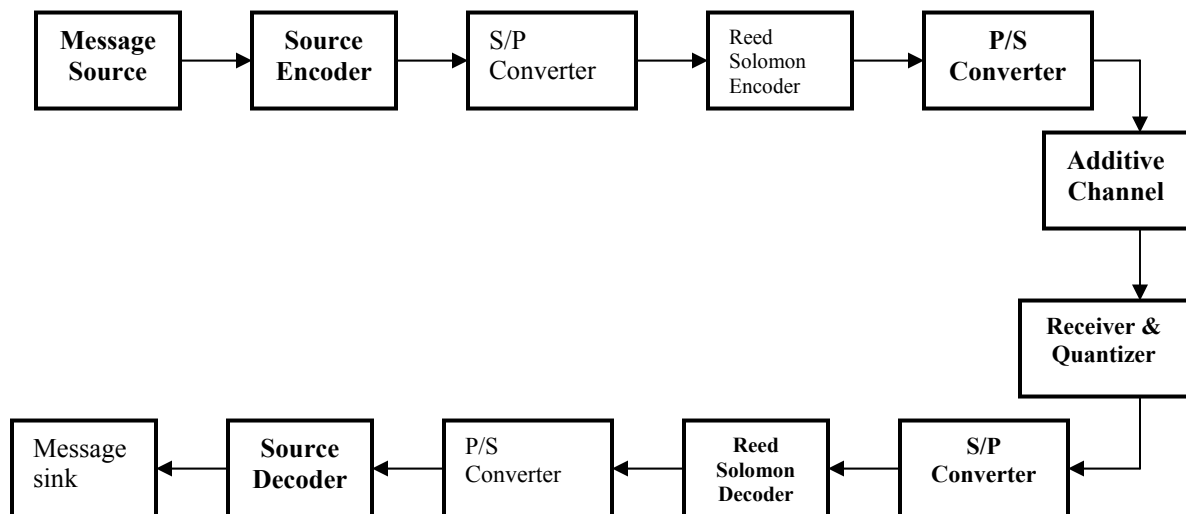 Message
Source
Source
Encoder
S/P
Converter
Reed
Solomon
Encoder
P/S
Converter
Additive
Channel
Receiver &
Quantizer
Message
sink
Source
Decoder
P/S
Converter
Reed
Solomon
Decoder
S/P
Converter